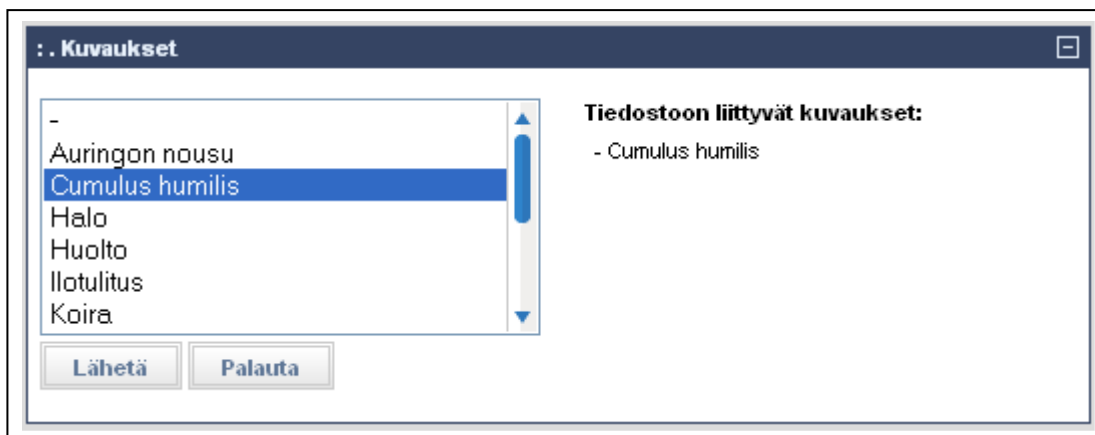 : . Kuvaukset
-
Auringon nousu
Cumulus humilis
Halo
Huolto
Ilotulitus
Koira
Lähetä Palauta
Tiedostoon liittyvät kuvaukset:
- Cumulus humilis